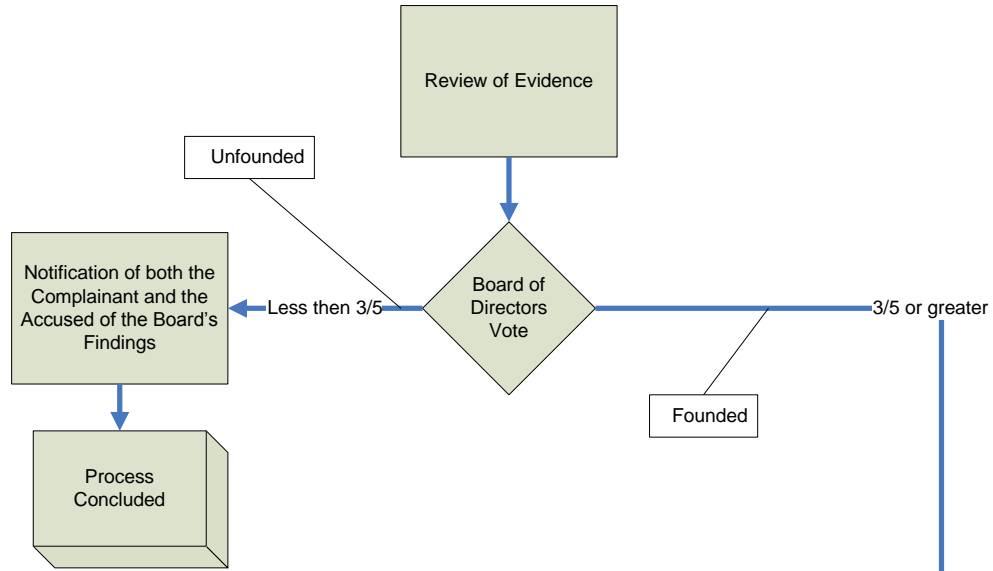 Review of Evidence
Unfounded
Notification of both the
Complainant and the
Accused of the Board's
Findings
Less then 3/5
Board of
Directors
Vote
3/5 or greater
Founded
Process
Concluded